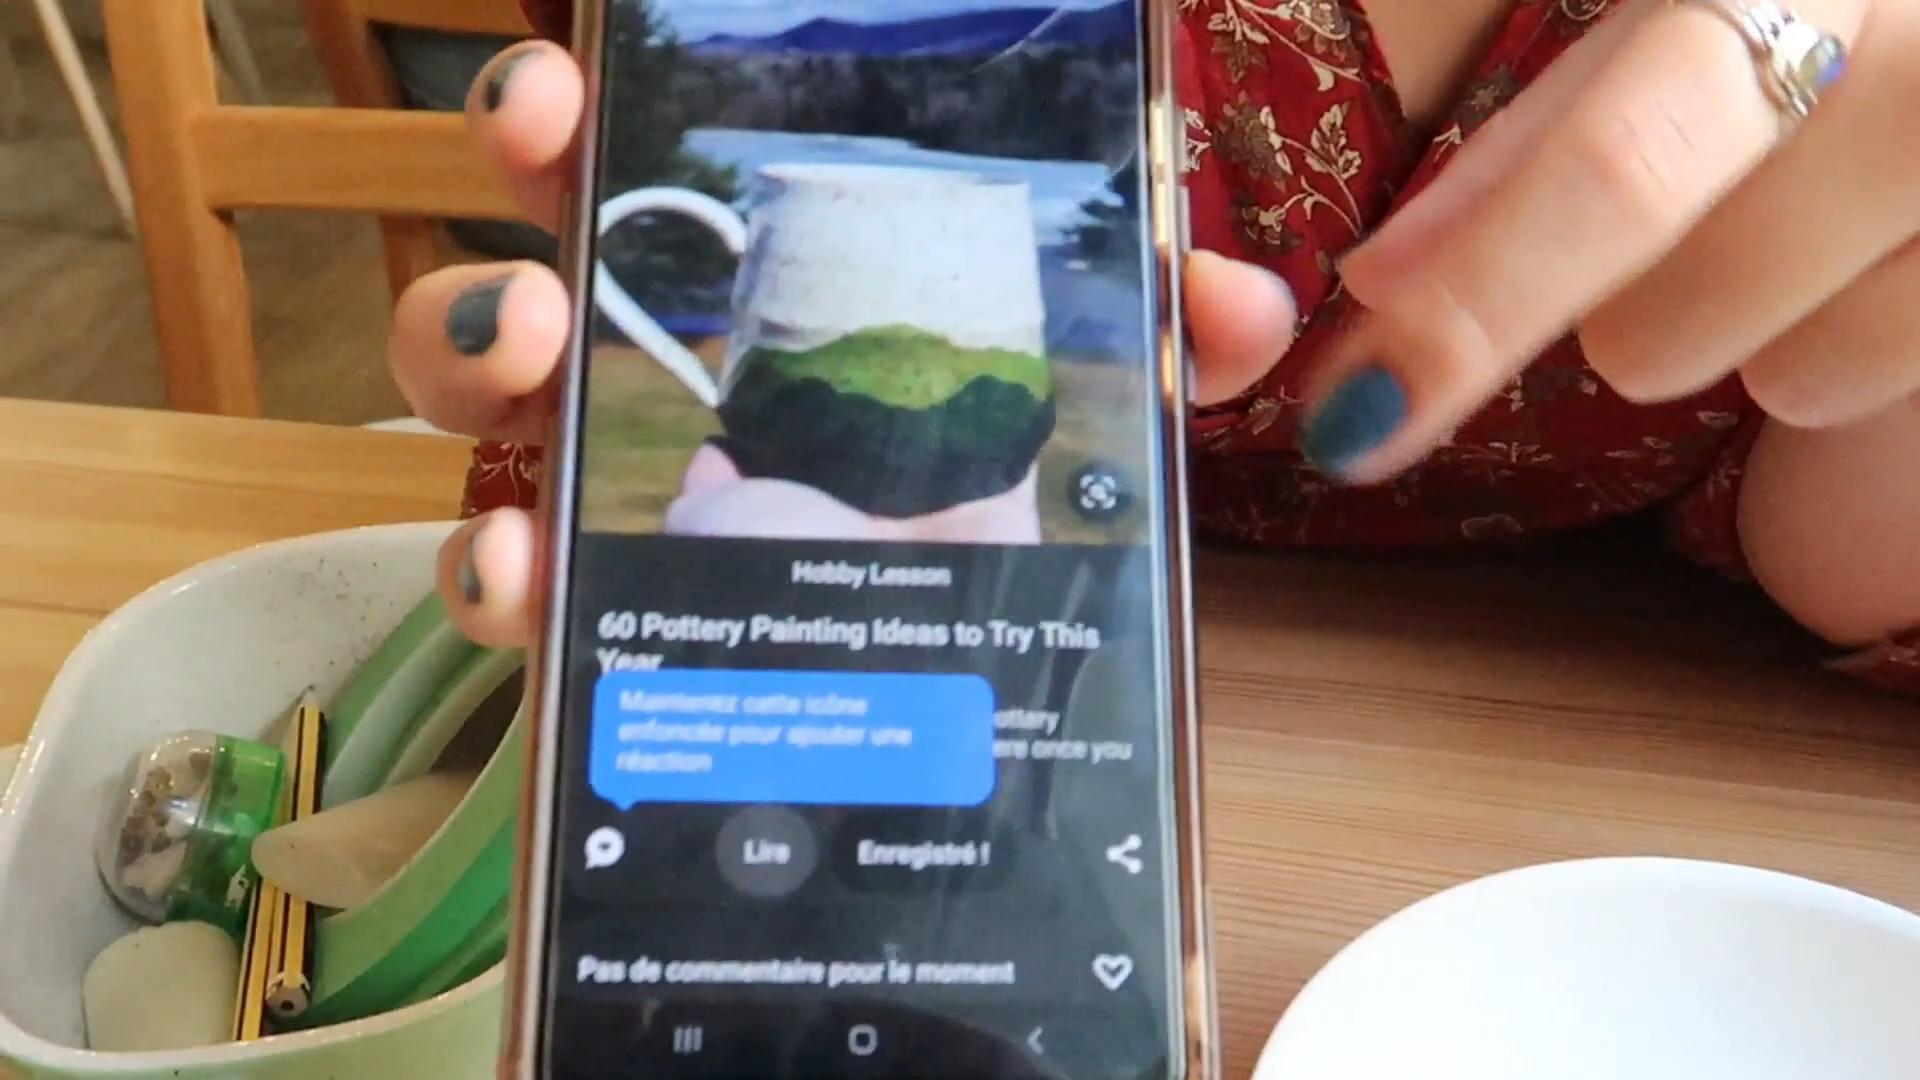 Hobby Lesson
60 Pottery Painting Ideas to Try This
Year
Maintenez cette icône
enfoncée pour ajouter une
réaction
ottery
ere once you
Lire
Enregistré !
Pas de commentaire pour le moment